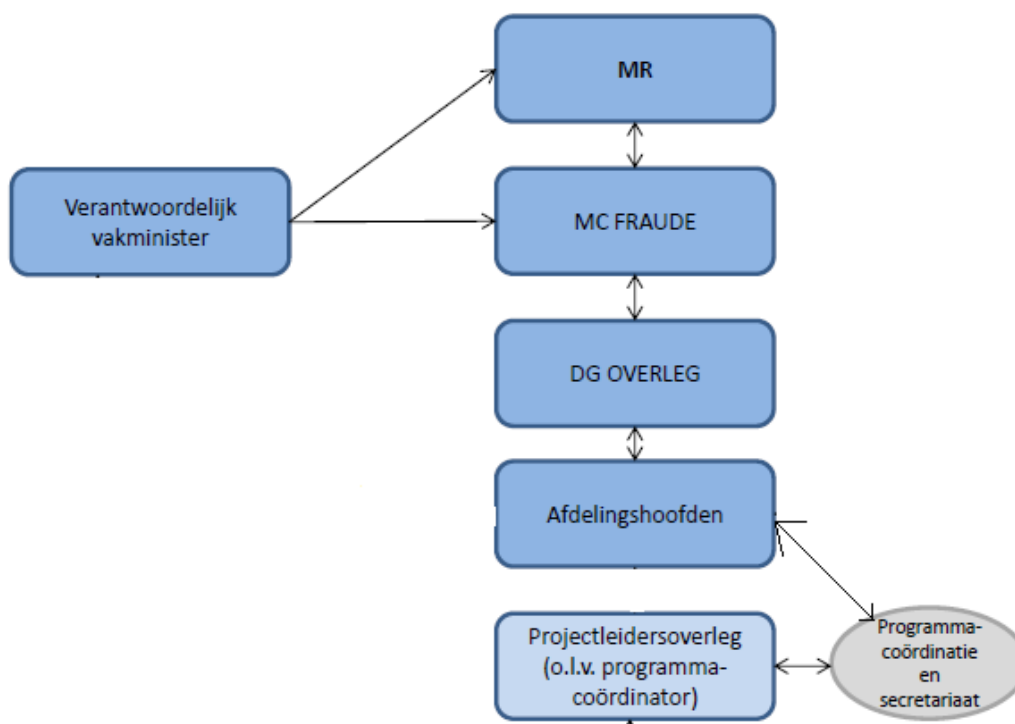 MR
Verantwoordelijk
vakminister
MC FRAUDE
DG OVERLEG
Afdelingshoofden
Projectleidersoverleg
(o.l.v. programma-
coördinator)
Programma-
coördinatie
en
secretariaat